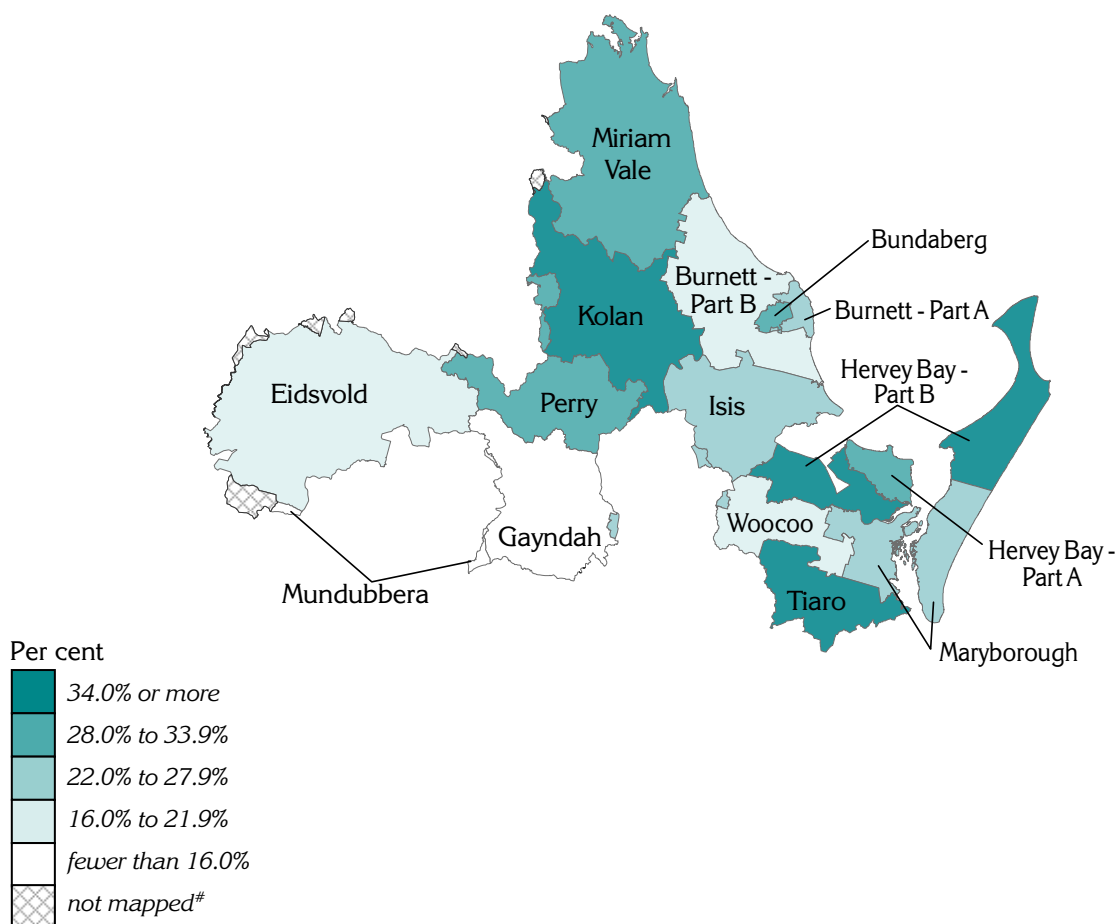 Miriam
Vale
Bundaberg
Burnett -
Part B
Burnett - Part A
Kolan
Hervey Bay -
Part B
Eidsvold
Perry
Isis
Woocoo
Gayndah
Hervey Bay -
Part A
Mundubbera
Tiaro
Maryborough
Per cent
34.0% or more
28.0% to 33.9%
22.0% to 27.9%
16.0% to 21.9%
fewer than 16.0%
not mapped#